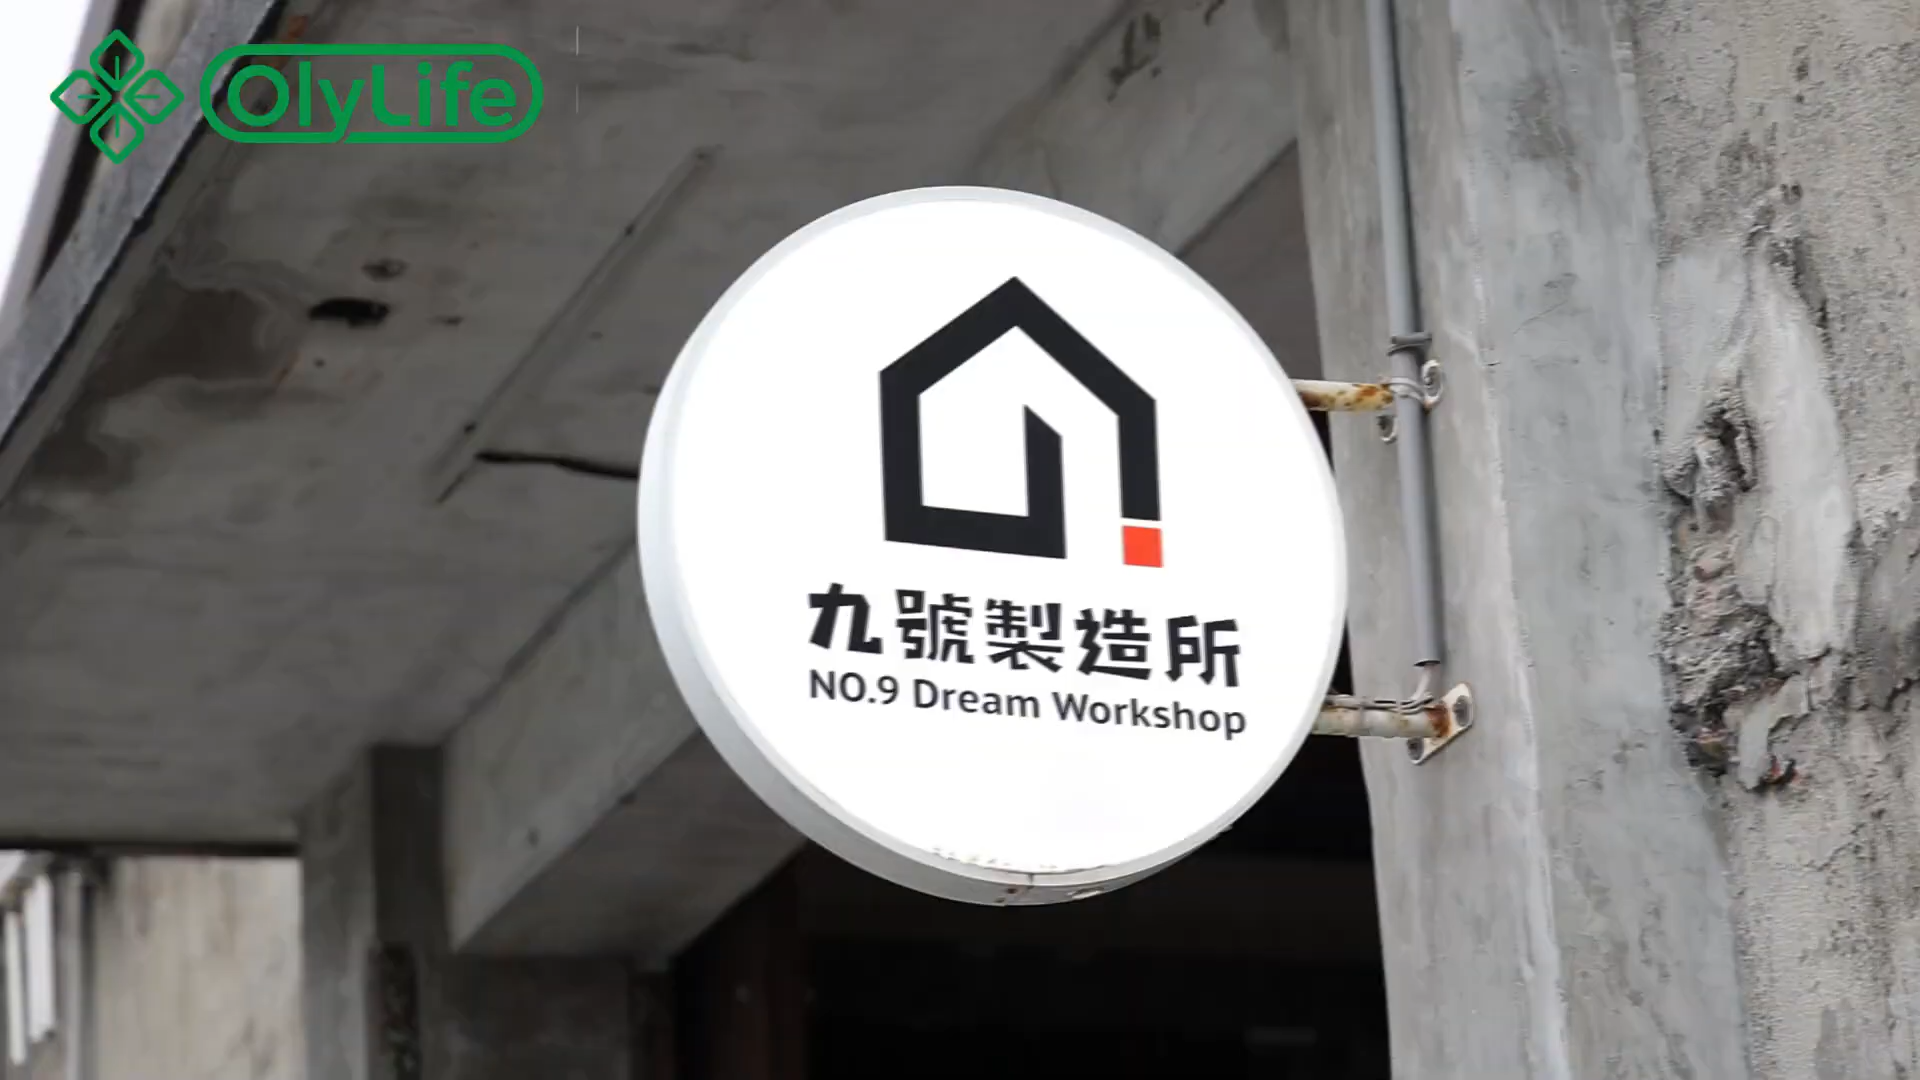 OlyLife
九號製造所
NO.9 Dream Workshop